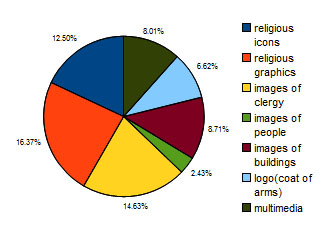 8.01%
12.50%
6.62%
8.71%
16.37%
2.43%
14.63%
religious
icons
religious
graphics
images of
clergy
images of
people
images of
buildings
logo(coat of
arms)
multimedia